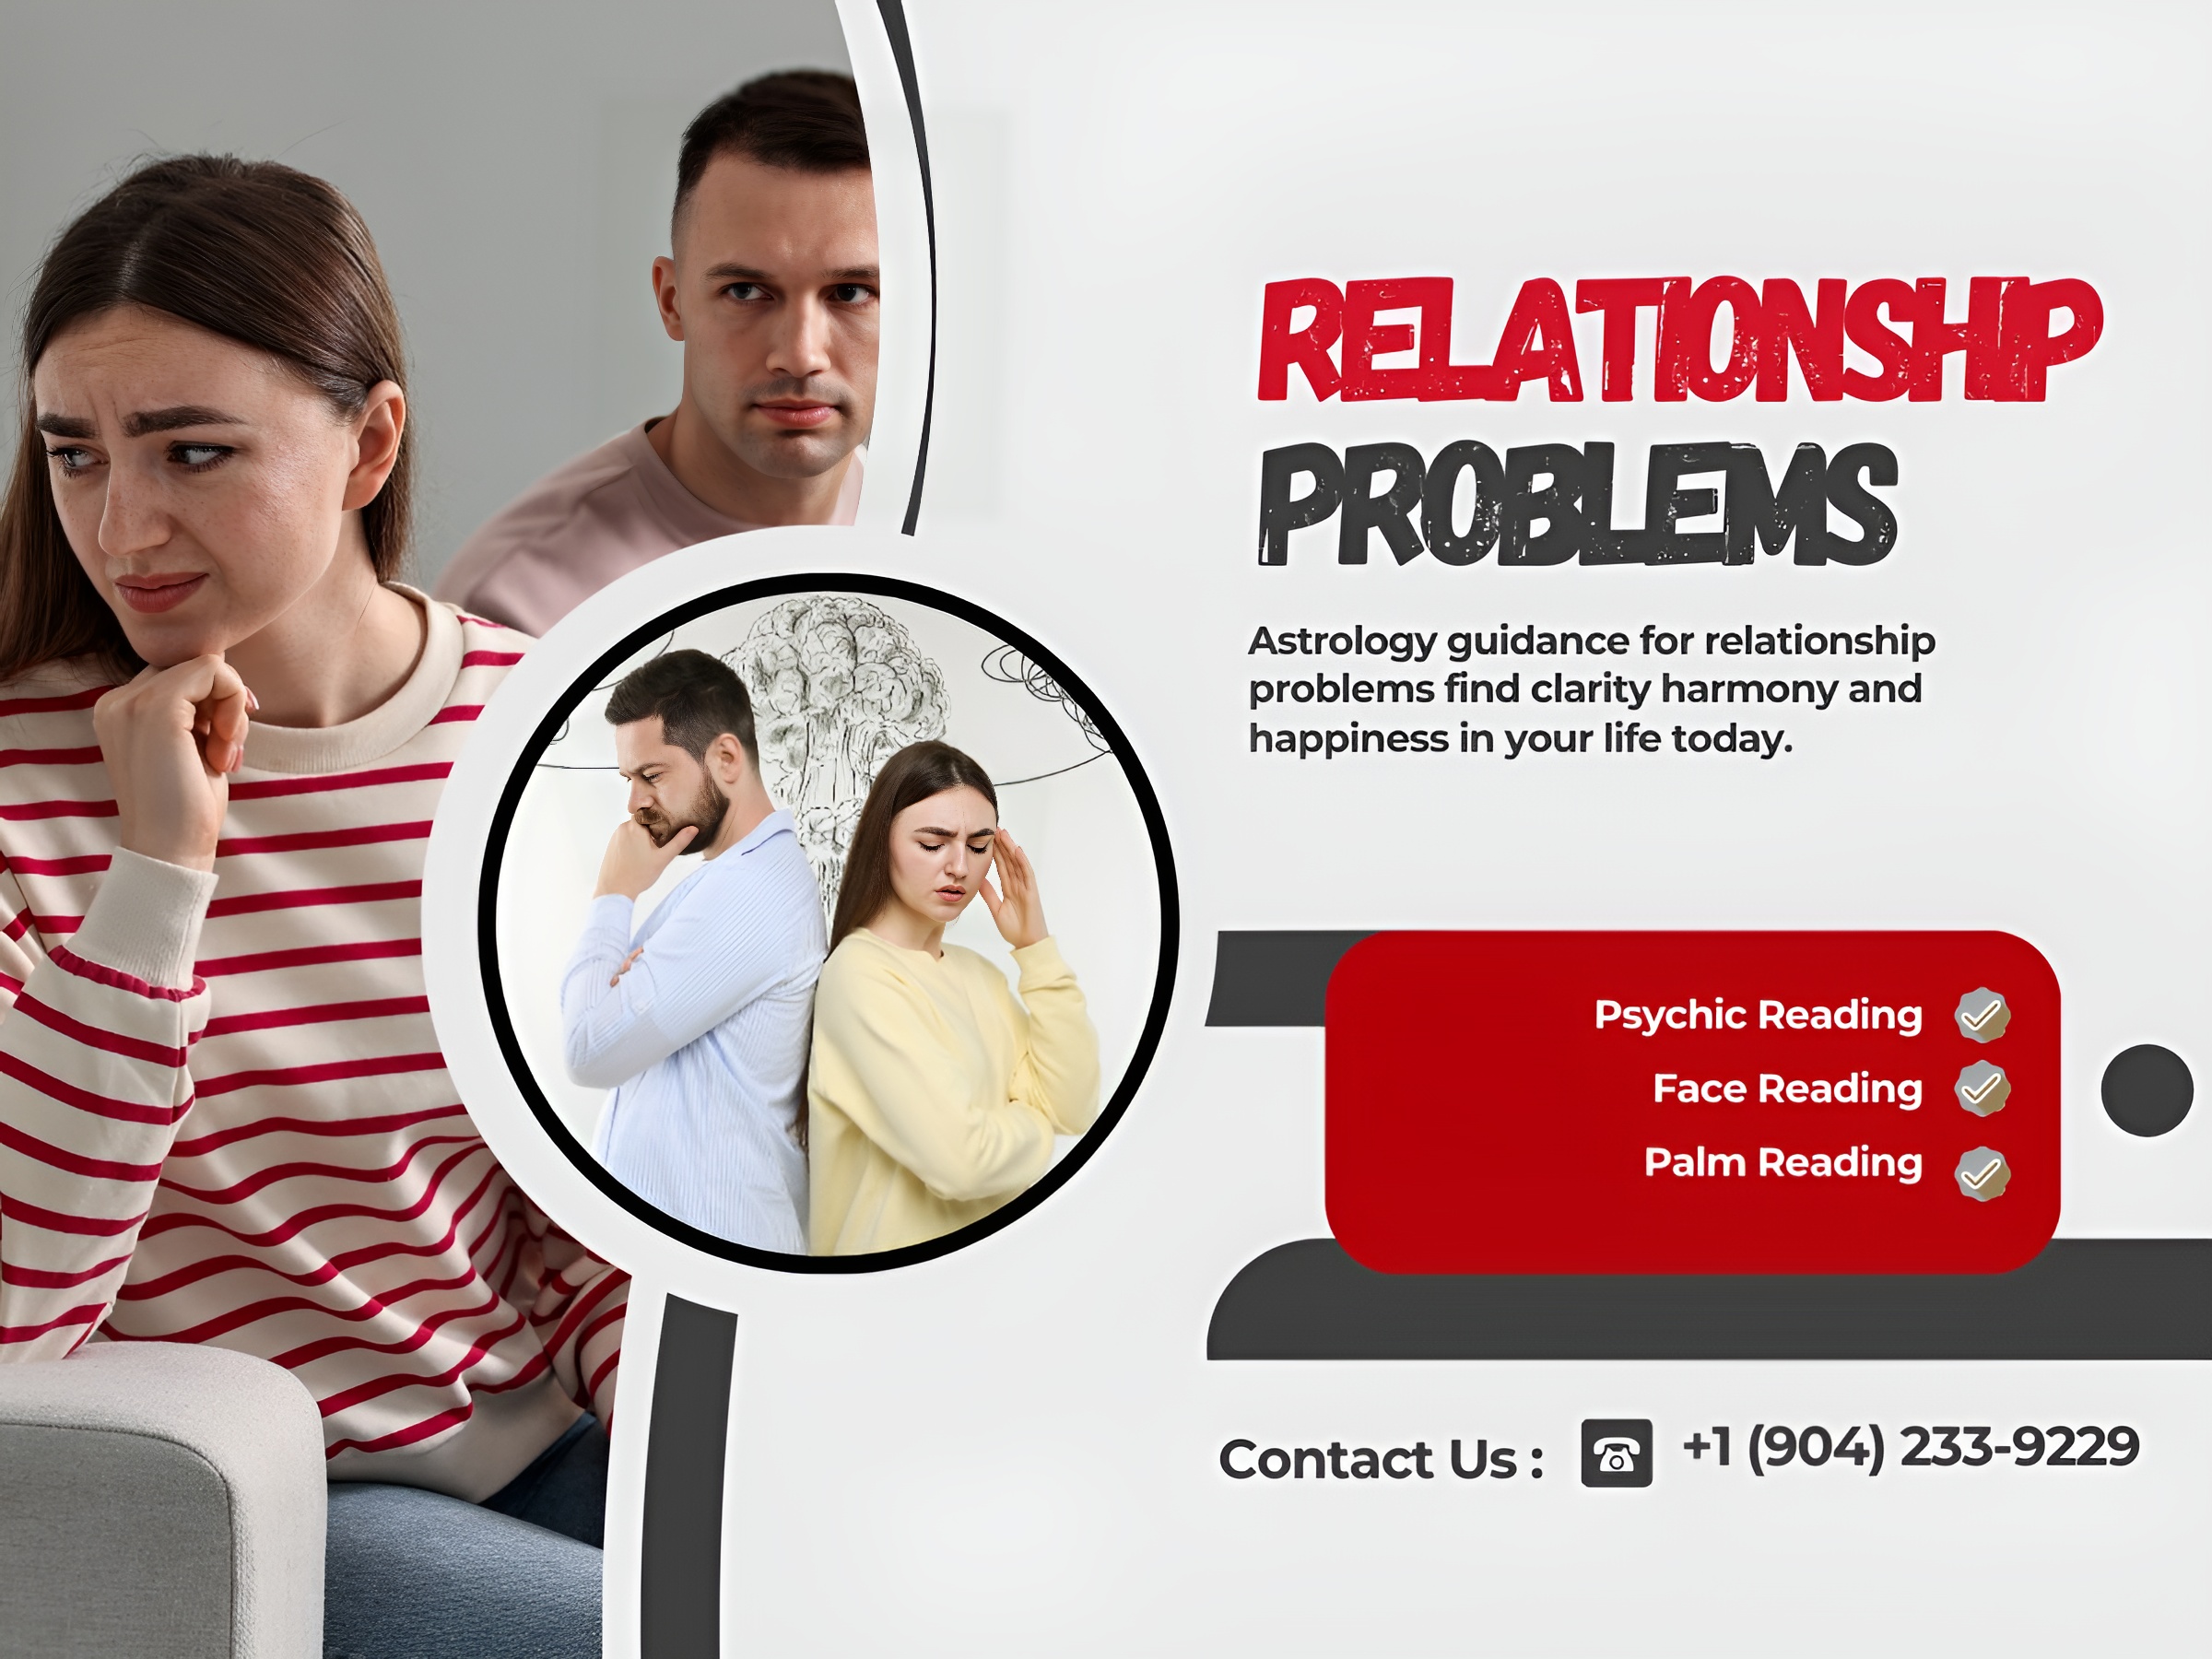 RELATIONSHIP
PROBLEMS
Astrology guidance for relationship
problems find clarity harmony and
happiness in your life today.
Psychic Reading
Face Reading
Palm Reading
Contact Us : +1 (904) 233-9229